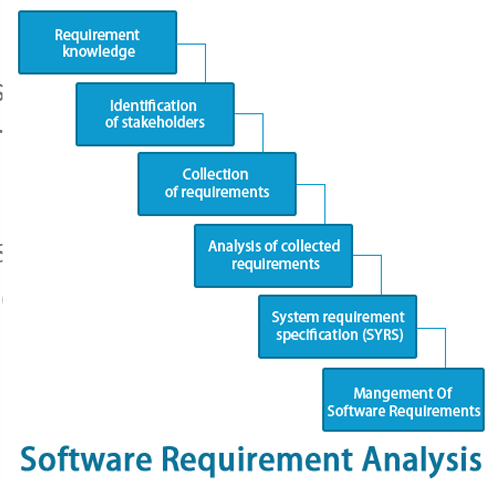 Requirement
knowledge
Identification
of stakeholders
Collection
of requirements
Analysis of collected
requirements
System requirement
specification (SYRS)
Mangement Of
Software Requirements
Software Requirement Analysis